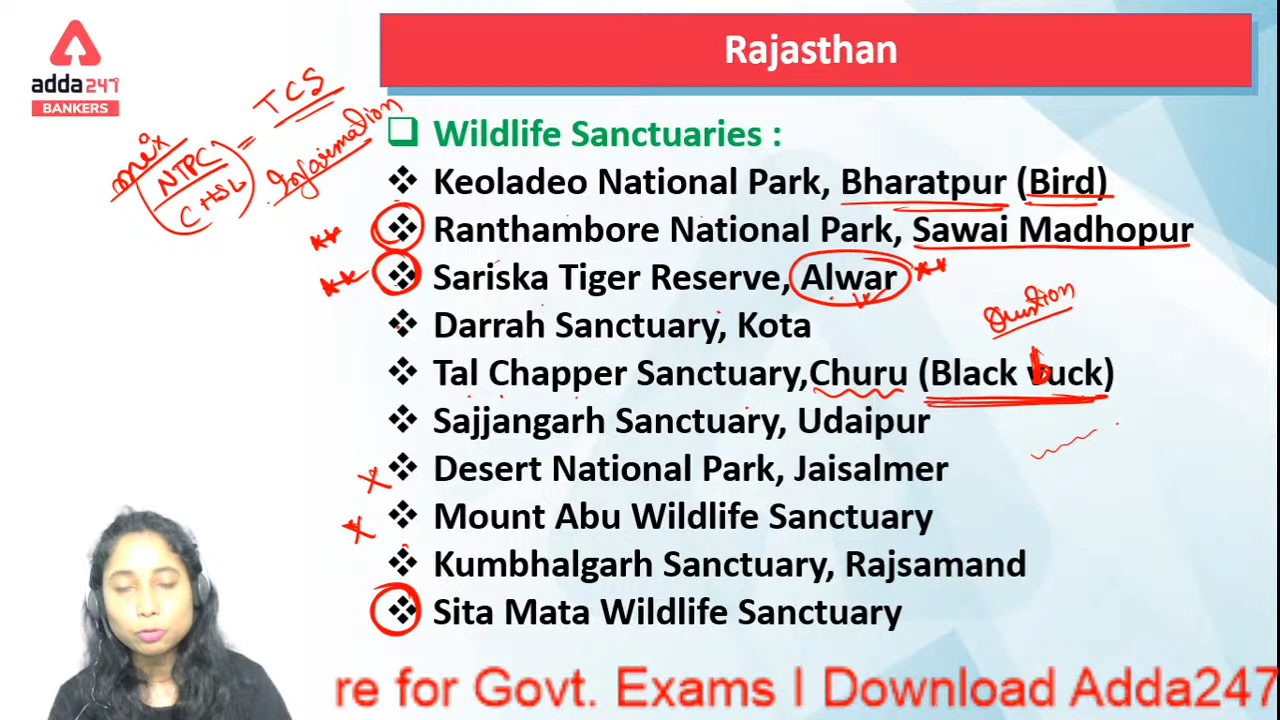 adda247
BANKERS
Rajasthan
mix
NTPC
CHSL
= TCS
Information
❑ Wildlife Sanctuaries :
❖ Keoladeo National Park, Bharatpur (Bird)
❖ Ranthambore National Park, Sawai Madhopur
❖ Sariska Tiger Reserve, Alwar
❖ Darrah Sanctuary, Kota
Question
❖ Tal Chapper Sanctuary,Churu (Black buck)
❖ Sajjangarh Sanctuary, Udaipur
❖ Desert National Park, Jaisalmer
❖ Mount Abu Wildlife Sanctuary
❖ Kumbhalgarh Sanctuary, Rajsamand
❖ Sita Mata Wildlife Sanctuary
re for Govt. Exams I Download Adda247